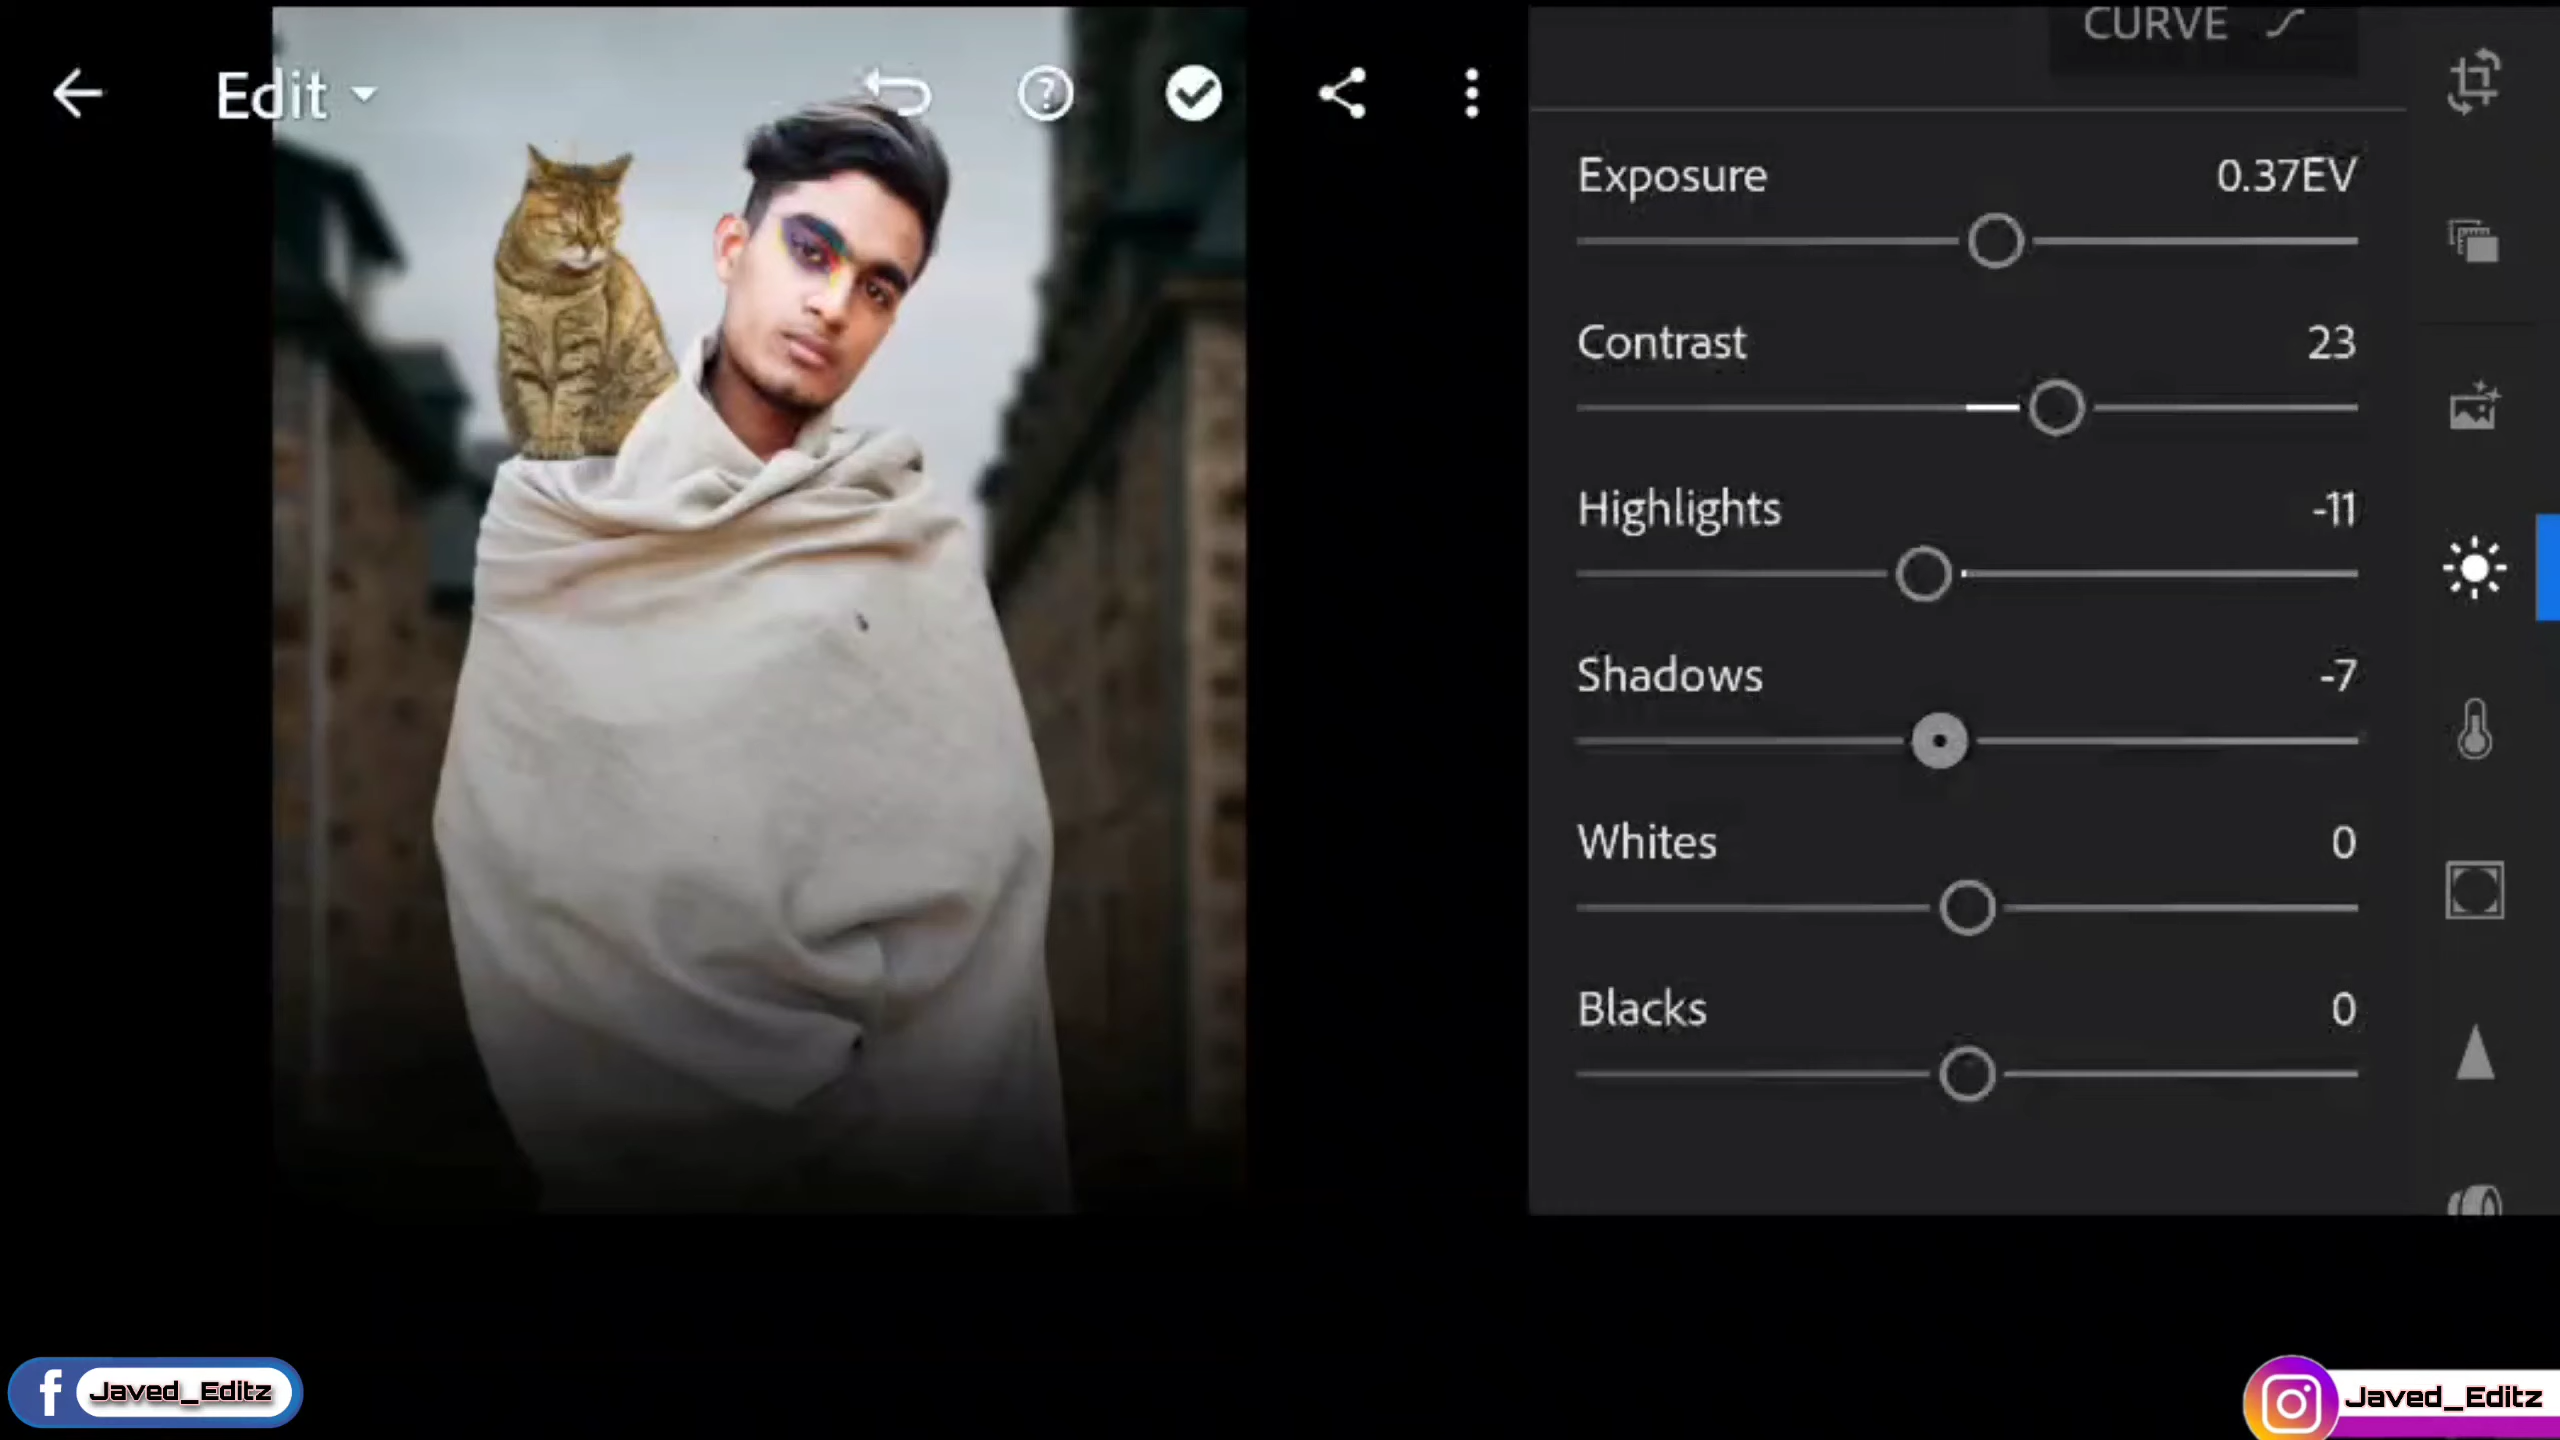 CURVE
Edit
Exposure 0.37EV
Contrast 23
Highlights -11
Shadows -7
Whites 0
Blacks 0
Javed_Editz
Javed_Editz